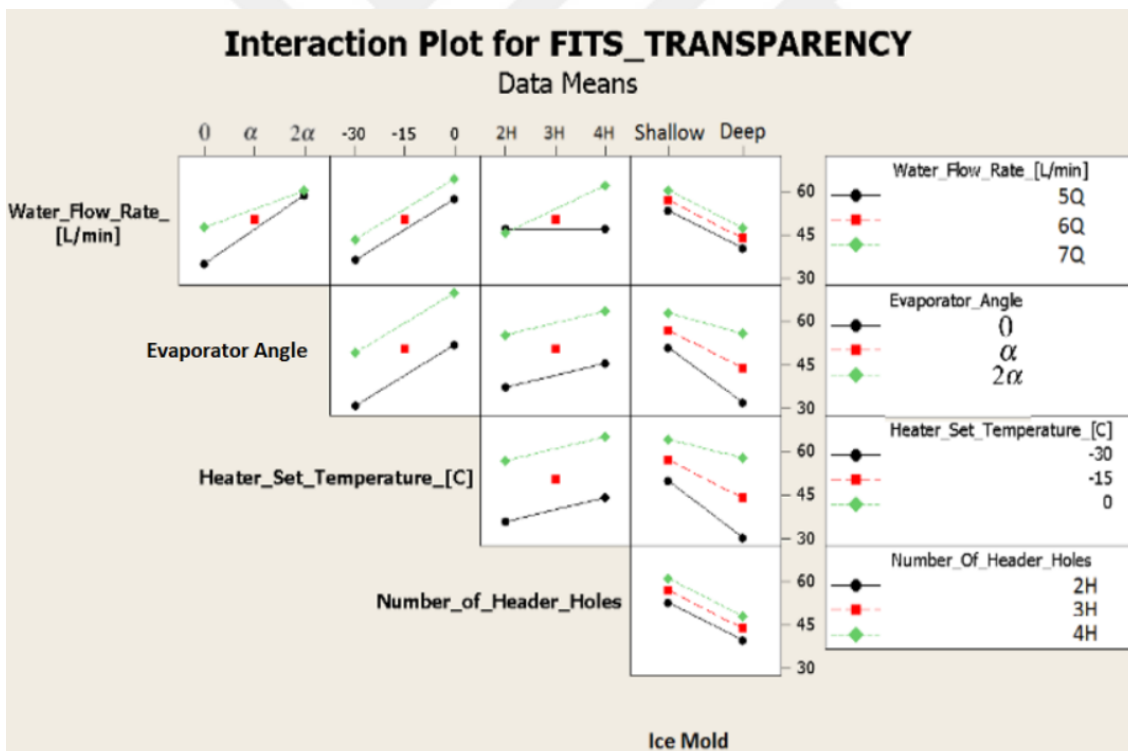 Interaction Plot for FITS_TRANSPARENCY
Data Means
0 α 2α -30 -15 0 2H 3H 4H Shallow Deep
Water_Flow_Rate_
[L/min]
60
45
30
Water_Flow_Rate_[L/min]
5Q
6Q
7Q
Evaporator Angle
60
45
30
Evaporator_Angle
0
α
2α
Heater_Set_Temperature_[C]
60
45
30
Heater_Set_Temperature_[C]
-30
-15
0
Number_of_Header_Holes
60
45
30
Number_Of_Header_Holes
2H
3H
4H
Ice Mold